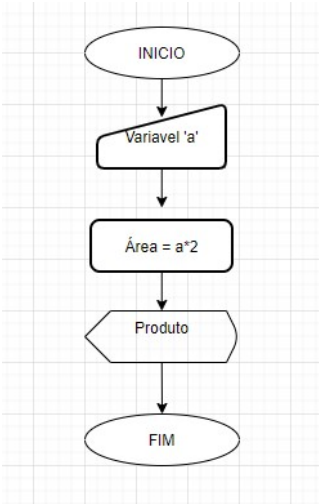 INICIO
Variavel 'a'
Área = a*2
Produto
FIM